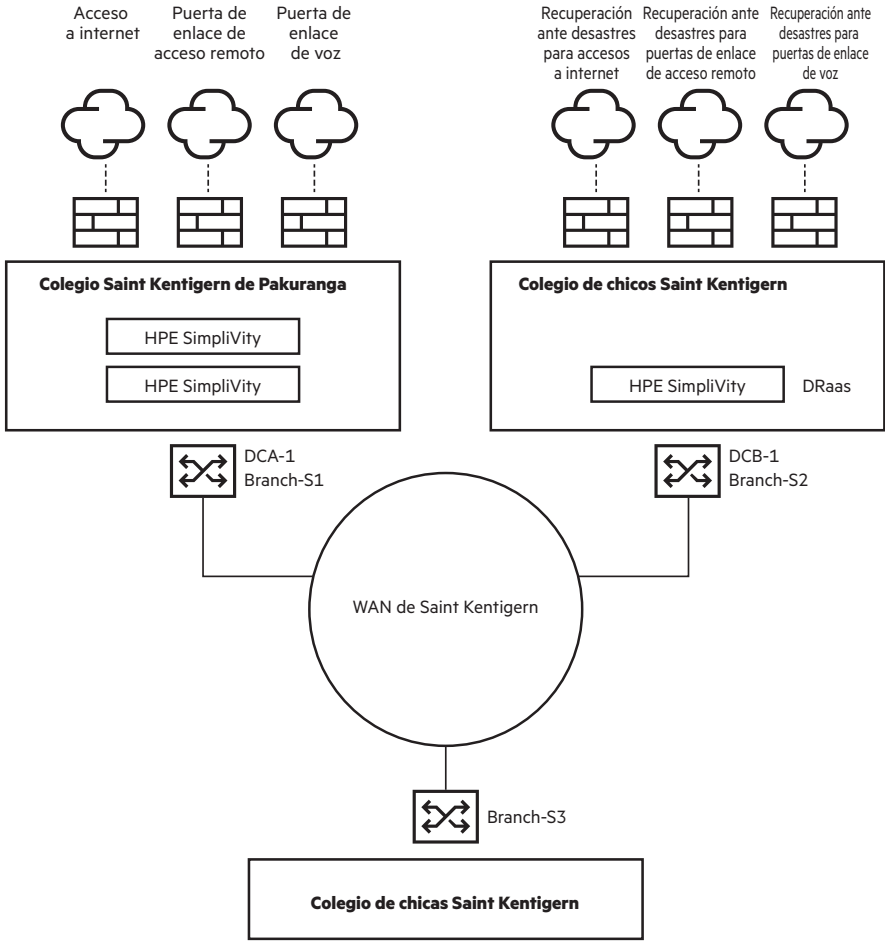 Acceso
a internet
Puerta de
enlace de
acceso remoto
Puerta de
enlace
de voz
Recuperación
ante desastres
para accesos
a internet
Recuperación ante
desastres para
puertas de enlace
de acceso remoto
Recuperación ante
desastres para
puertas de enlace
de voz
Colegio Saint Kentigern de Pakuranga
HPE SimpliVity
HPE SimpliVity
Colegio de chicos Saint Kentigern
HPE SimpliVity
DRaas
DCA-1
Branch-S1
DCB-1
Branch-S2
WAN de Saint Kentigern
Branch-S3
Colegio de chicas Saint Kentigern